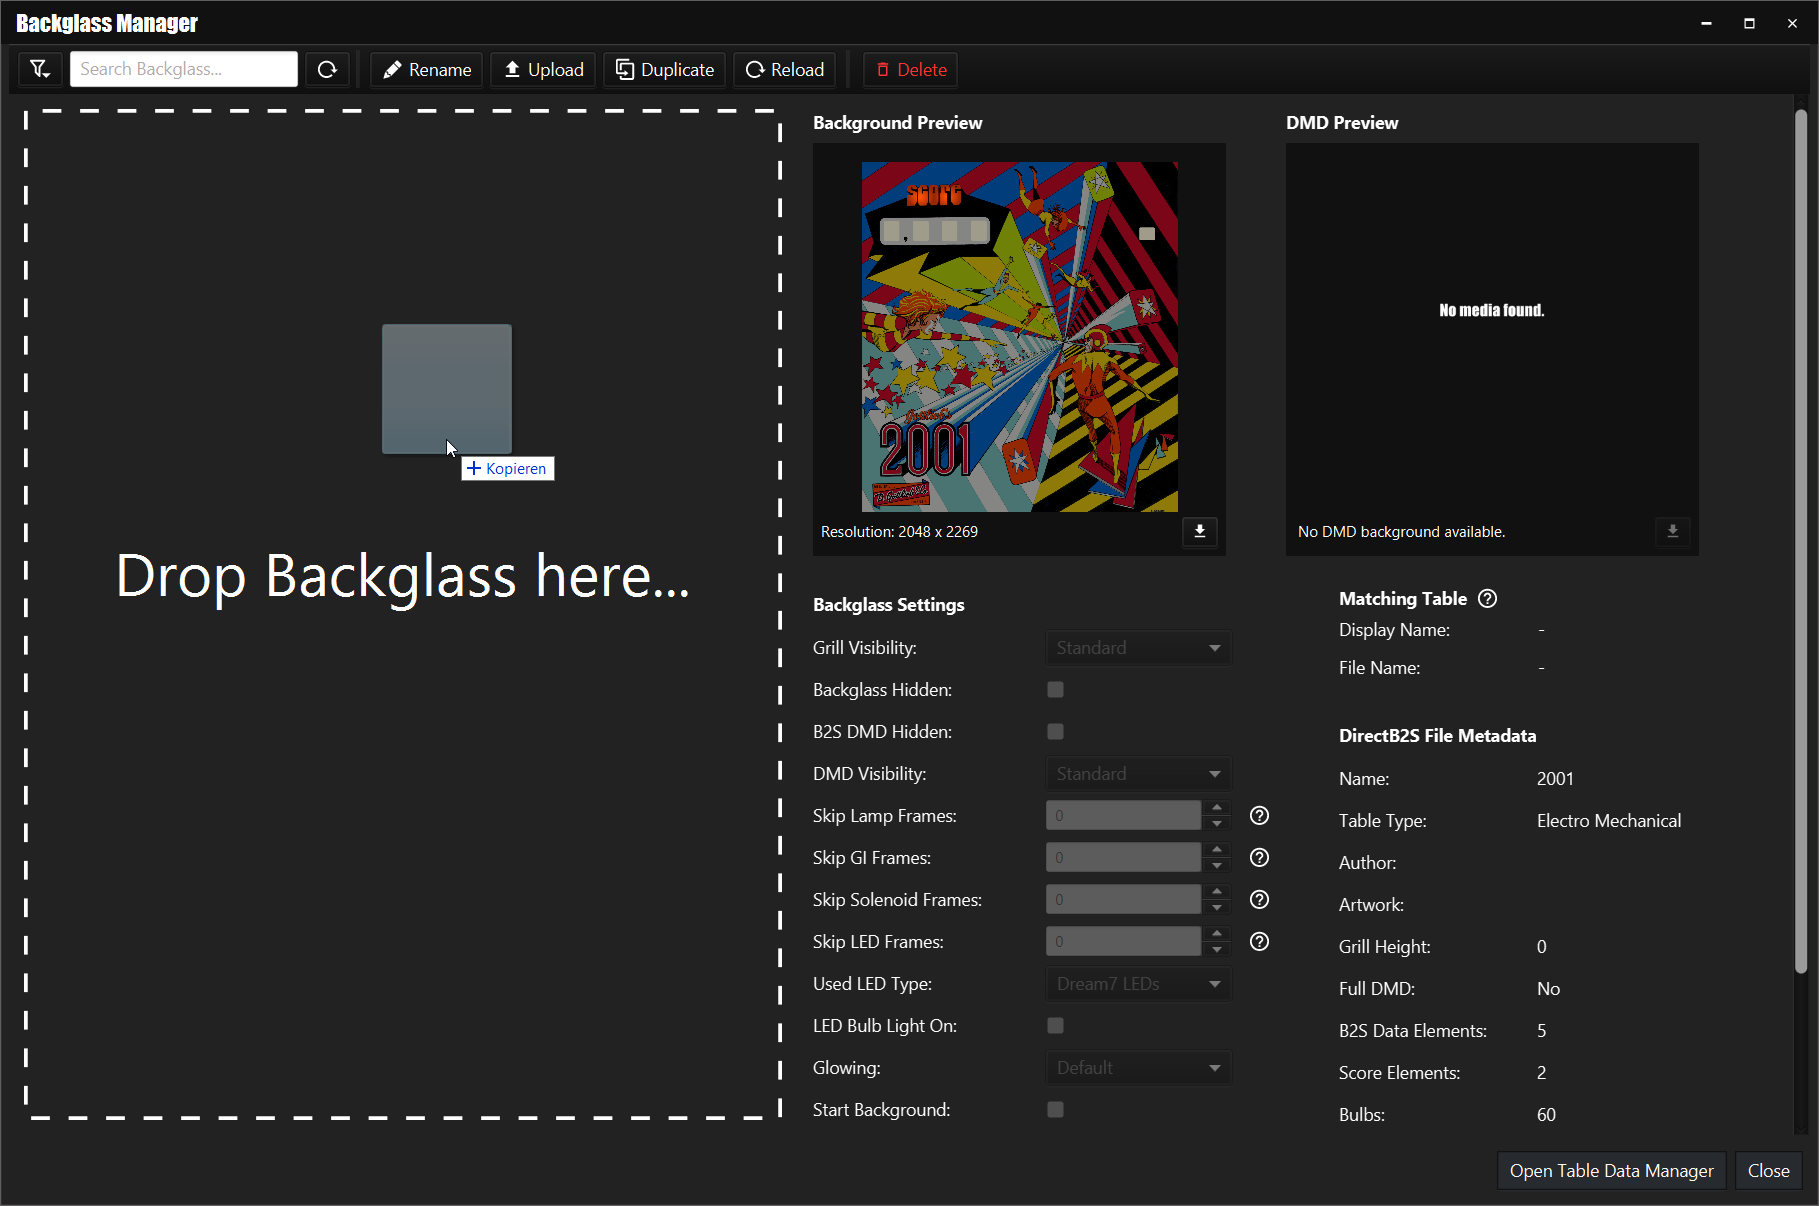 Backglass Manager
Search Backglass...
Rename
Upload
Duplicate
Reload
Delete
Kopieren
Drop Backglass here...
Background Preview
SCORE
Gottlieb's
2001
Resolution: 2048 x 2269
DMD Preview
No media found.
No DMD background available.
Backglass Settings
Grill Visibility: Standard
Backglass Hidden:
B2S DMD Hidden:
DMD Visibility: Standard
Skip Lamp Frames: 0
Skip GI Frames: 0
Skip Solenoid Frames: 0
Skip LED Frames: 0
Used LED Type: Dream7 LEDs
LED Bulb Light On:
Glowing: Default
Start Background:
Matching Table
Display Name: -
File Name: -
DirectB2S File Metadata
Name: 2001
Table Type: Electro Mechanical
Author:
Artwork:
Grill Height: 0
Full DMD: No
B2S Data Elements: 5
Score Elements: 2
Bulbs: 60
Open Table Data Manager
Close